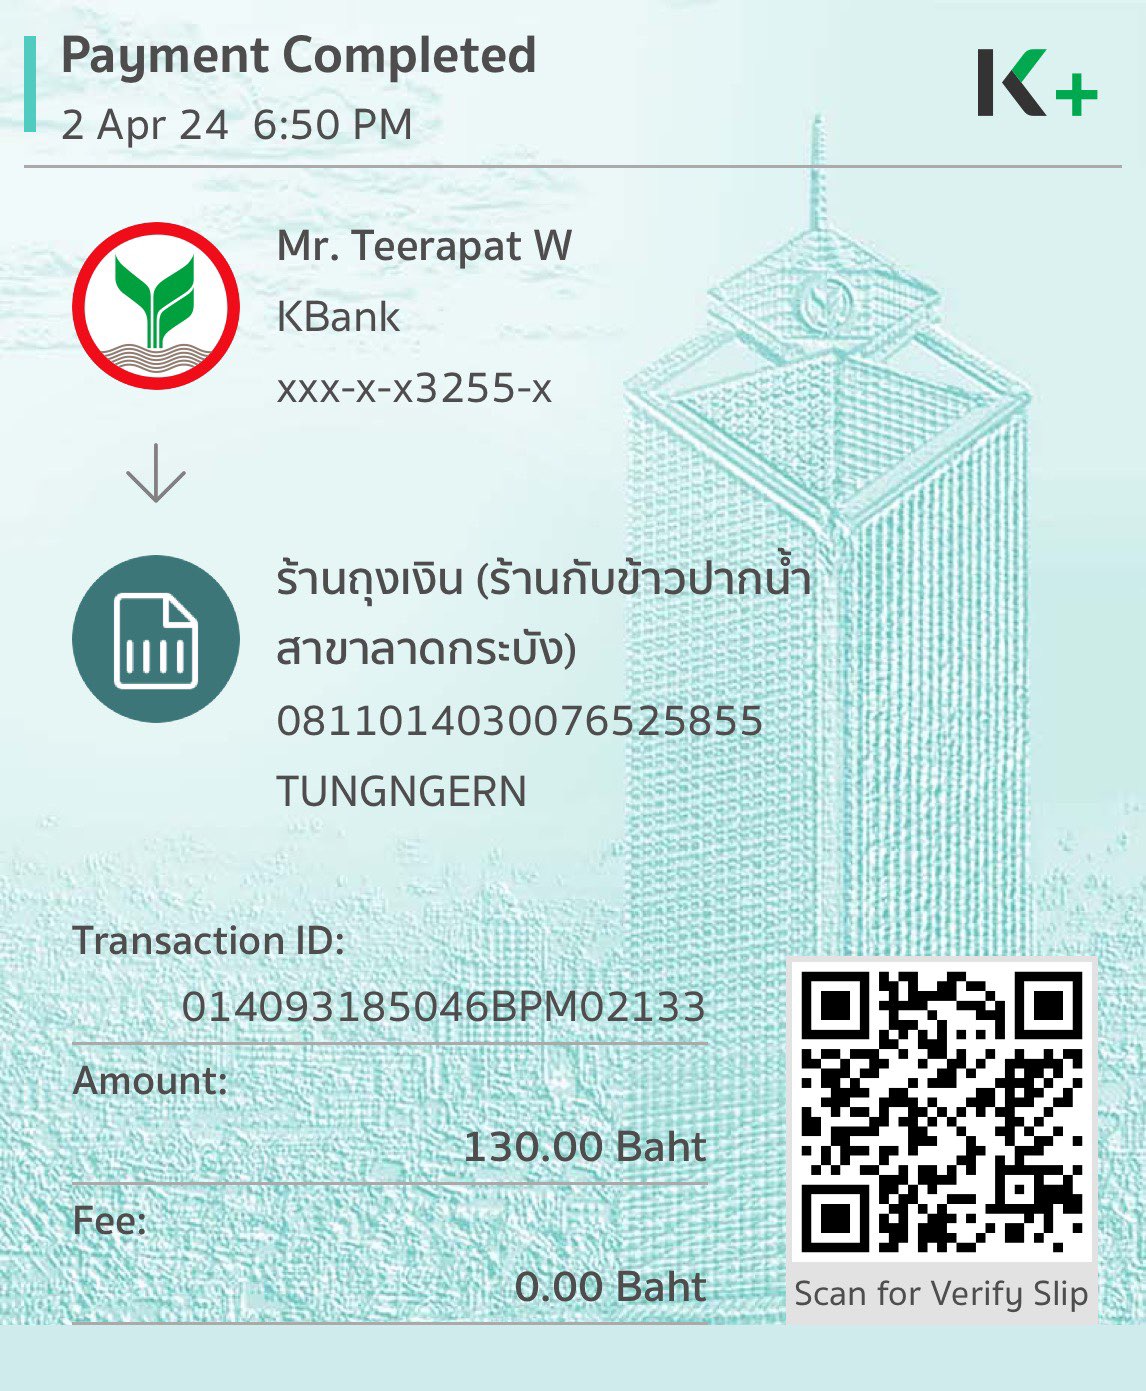 Payment Completed
2 Apr 24 6:50 PM
K+
Mr. Teerapat W
KBank
xxx-x-x3255-x
ร้านถุงเงิน (ร้านกับข้าวปากน้ำ
สาขาลาดกระบัง)
0811014030076525855
TUNGNGERN
Transaction ID:
014093185046BPM02133
Amount:
130.00 Baht
Fee:
0.00 Baht
Scan for Verify Slip